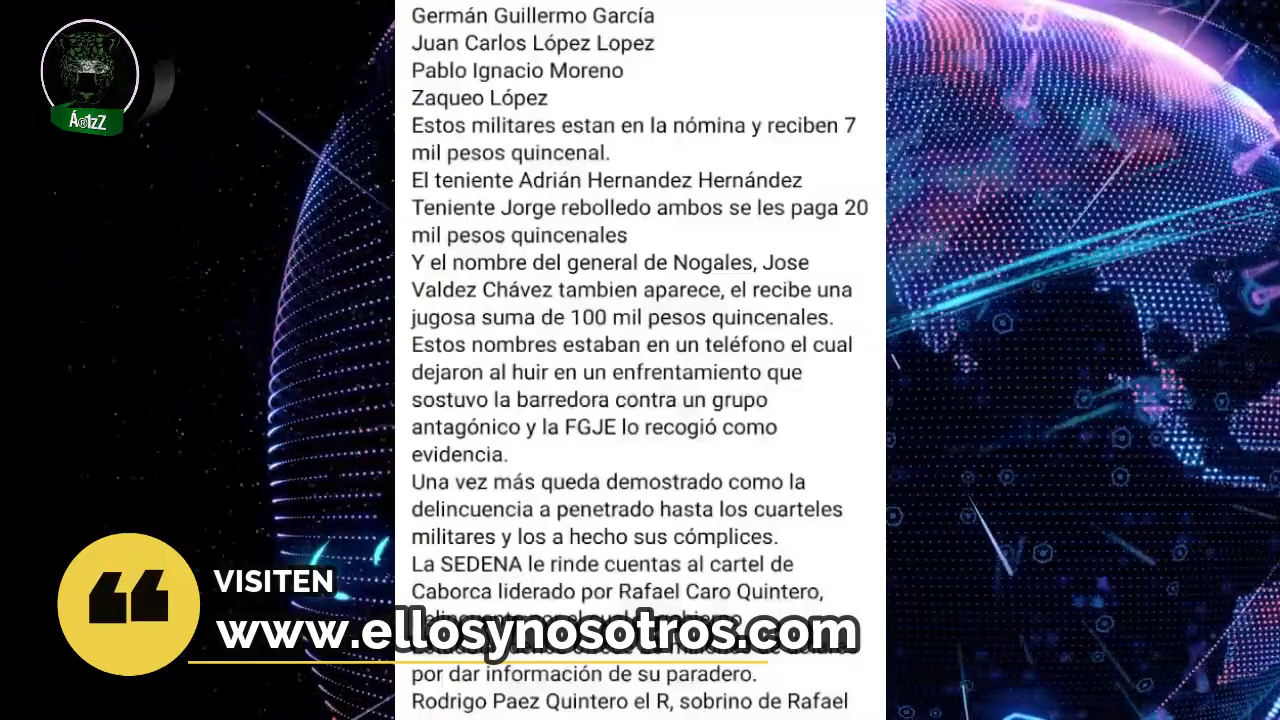 Germán Guillermo García
Juan Carlos López Lopez
Pablo Ignacio Moreno
Zaqueo López
Estos militares estan en la nómina y reciben 7
mil pesos quincenal.
El teniente Adrián Hernandez Hernández
Teniente Jorge rebolledo ambos se les paga 20
mil pesos quincenales
Y el nombre del general de Nogales, Jose
Valdez Chávez tambien aparece, el recibe una
jugosa suma de 100 mil pesos quincenales.
Estos nombres estaban en un teléfono el cual
dejaron al huir en un enfrentamiento que
sostuvo la barredora contra un grupo
antagónico y la FGJE lo recogió como
evidencia.
Una vez más queda demostrado como la
delincuencia a penetrado hasta los cuarteles
militares y los a hecho sus cómplices.
La SEDENA le rinde cuentas al cartel de
Caborca liderado por Rafael Caro Quintero,
por dar información de su paradero.
Rodrigo Paez Quintero el R, sobrino de Rafael
Á®1zZ
VISITEN
www.ellosynosotros.com